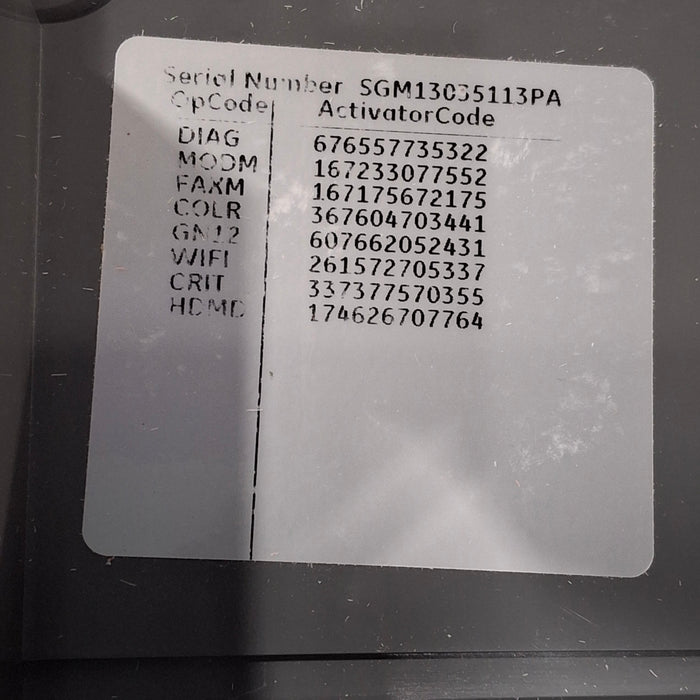 Serial Number SGM13035113PA
OpCode ActivatorCode
DIAG 676557735322
MODM 167233077552
FAXM 167175672175
COLR 367604703441
GN12 607662052431
WIFI 261572705337
CRIT 337377570355
HDMD 174626707764